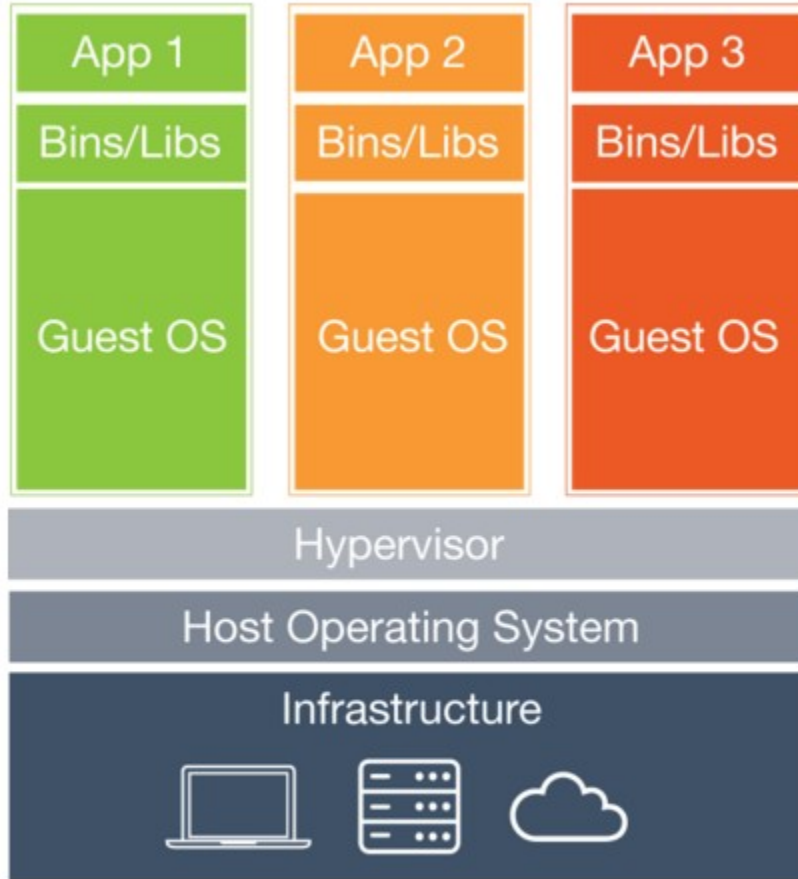 App 1
App 2
App 3
Bins/Libs
Bins/Libs
Bins/Libs
Guest OS
Guest OS
Guest OS
Hypervisor
Host Operating System
Infrastructure